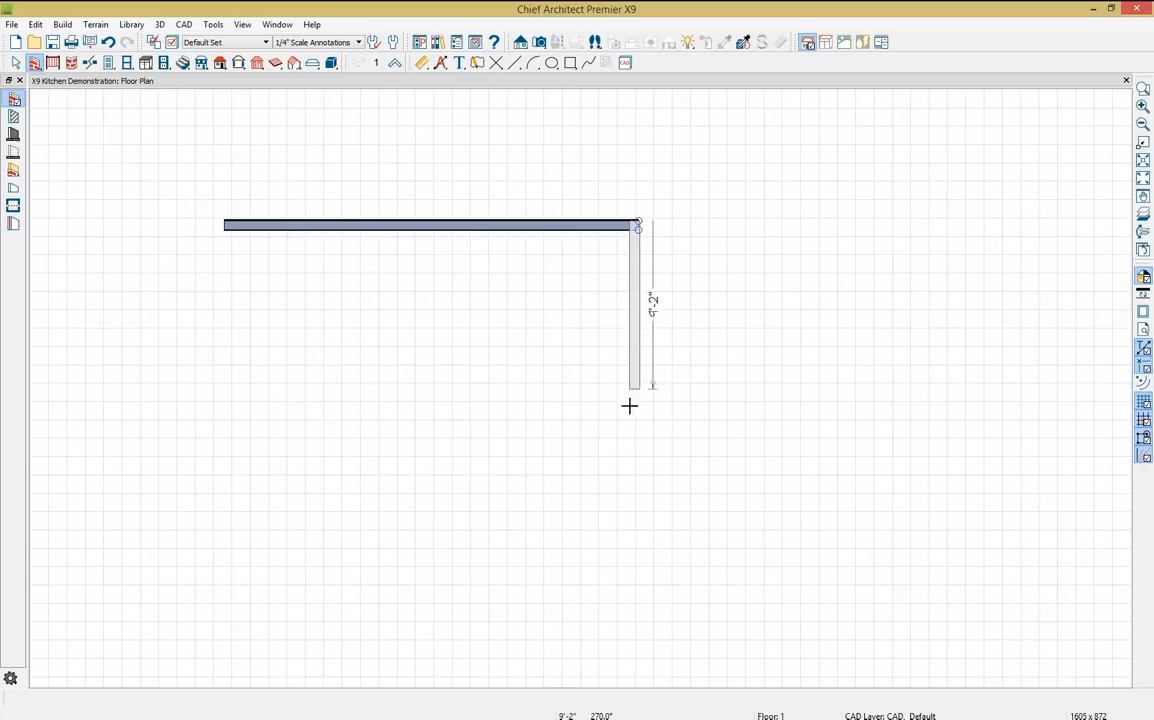 Chief Architect Premier X9
File Edit Build Terrain Library 3D CAD Tools Window Help
Default Set 1/4" Scale Annotations
1
X9 Kitchen Demonstration: Floor Plan
9'-2"
9'-2" 270.0° Floor: 1 CAD Layer: CAD, Default 1605 x 872